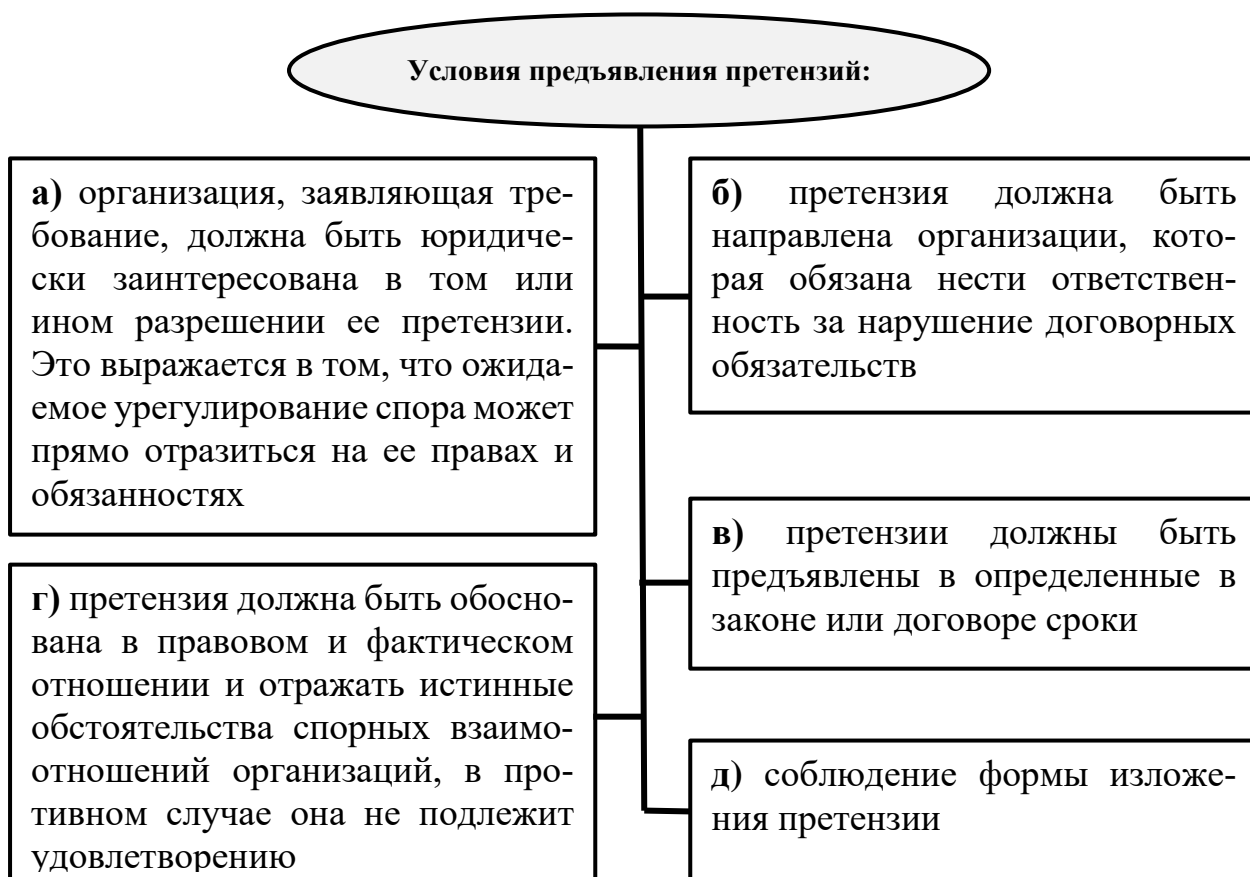 Условия предъявления претензий:
а) организация, заявляющая тре-
бование, должна быть юридиче-
ски заинтересована в том или
ином разрешении ее претензии.
Это выражается в том, что ожида-
емое урегулирование спора может
прямо отразиться на ее правах и
обязанностях
б) претензия должна быть
направлена организации, кото-
рая обязана нести ответствен-
ность за нарушение договорных
обязательств
в) претензии должны быть
предъявлены в определенные в
законе или договоре сроки
г) претензия должна быть обосно-
вана в правовом и фактическом
отношении и отражать истинные
обстоятельства спорных взаимо-
отношений организаций, в про-
тивном случае она не подлежит
удовлетворению
д) соблюдение формы изложе-
ния претензии